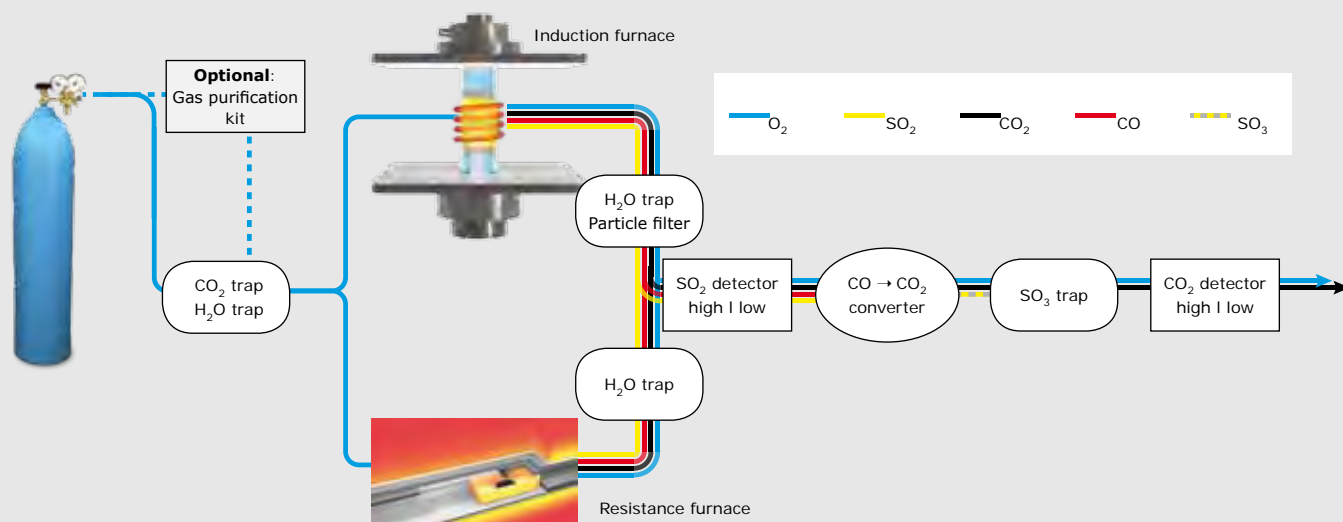 Induction furnace
Optional:
Gas purification
kit
O₂
SO₂
CO₂
CO
SO₃
H₂O trap
Particle filter
CO₂ trap
H₂O trap
SO₂ detector
high l low
CO → CO₂
converter
SO₃ trap
CO₂ detector
high l low
H₂O trap
Resistance furnace